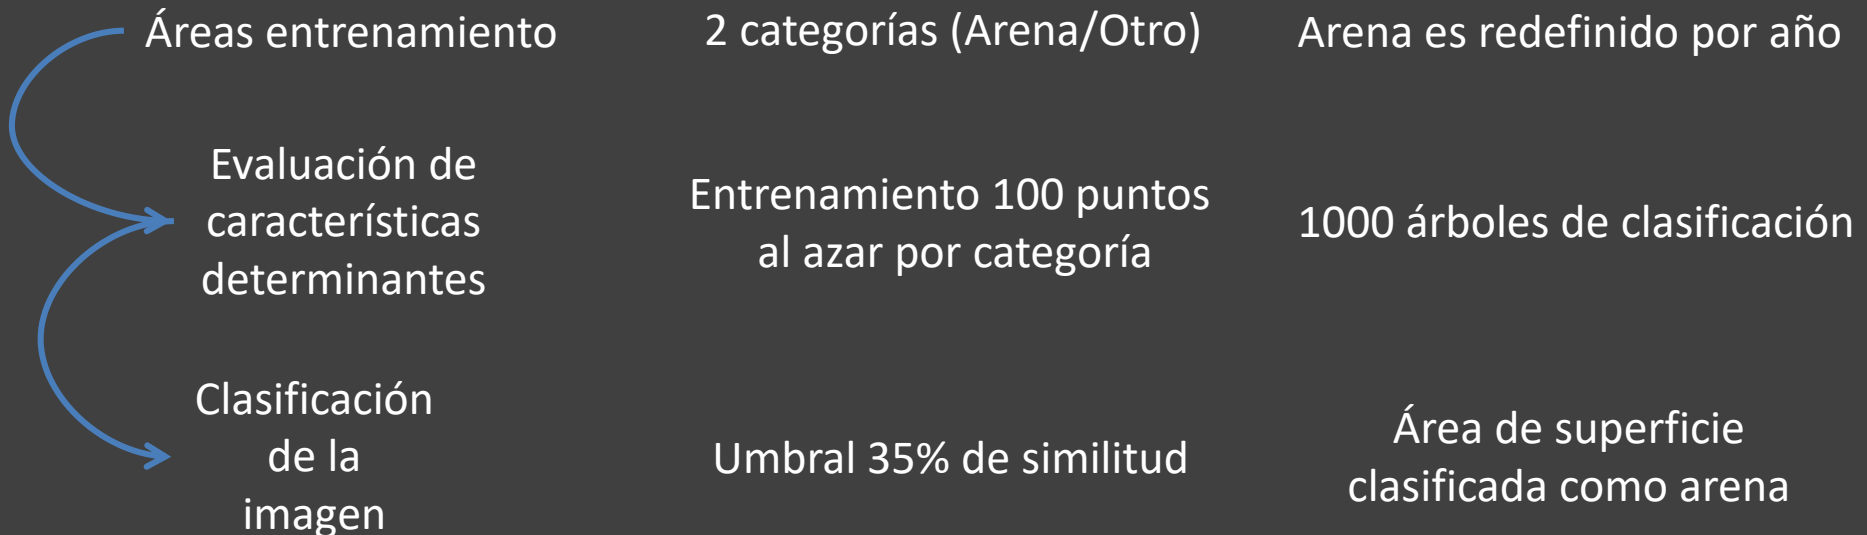 Áreas entrenamiento
2 categorías (Arena/Otro)
Arena es redefinido por año
Evaluación de
características
determinantes
Entrenamiento 100 puntos
al azar por categoría
1000 árboles de clasificación
Clasificación
de la
imagen
Umbral 35% de similitud
Área de superficie
clasificada como arena